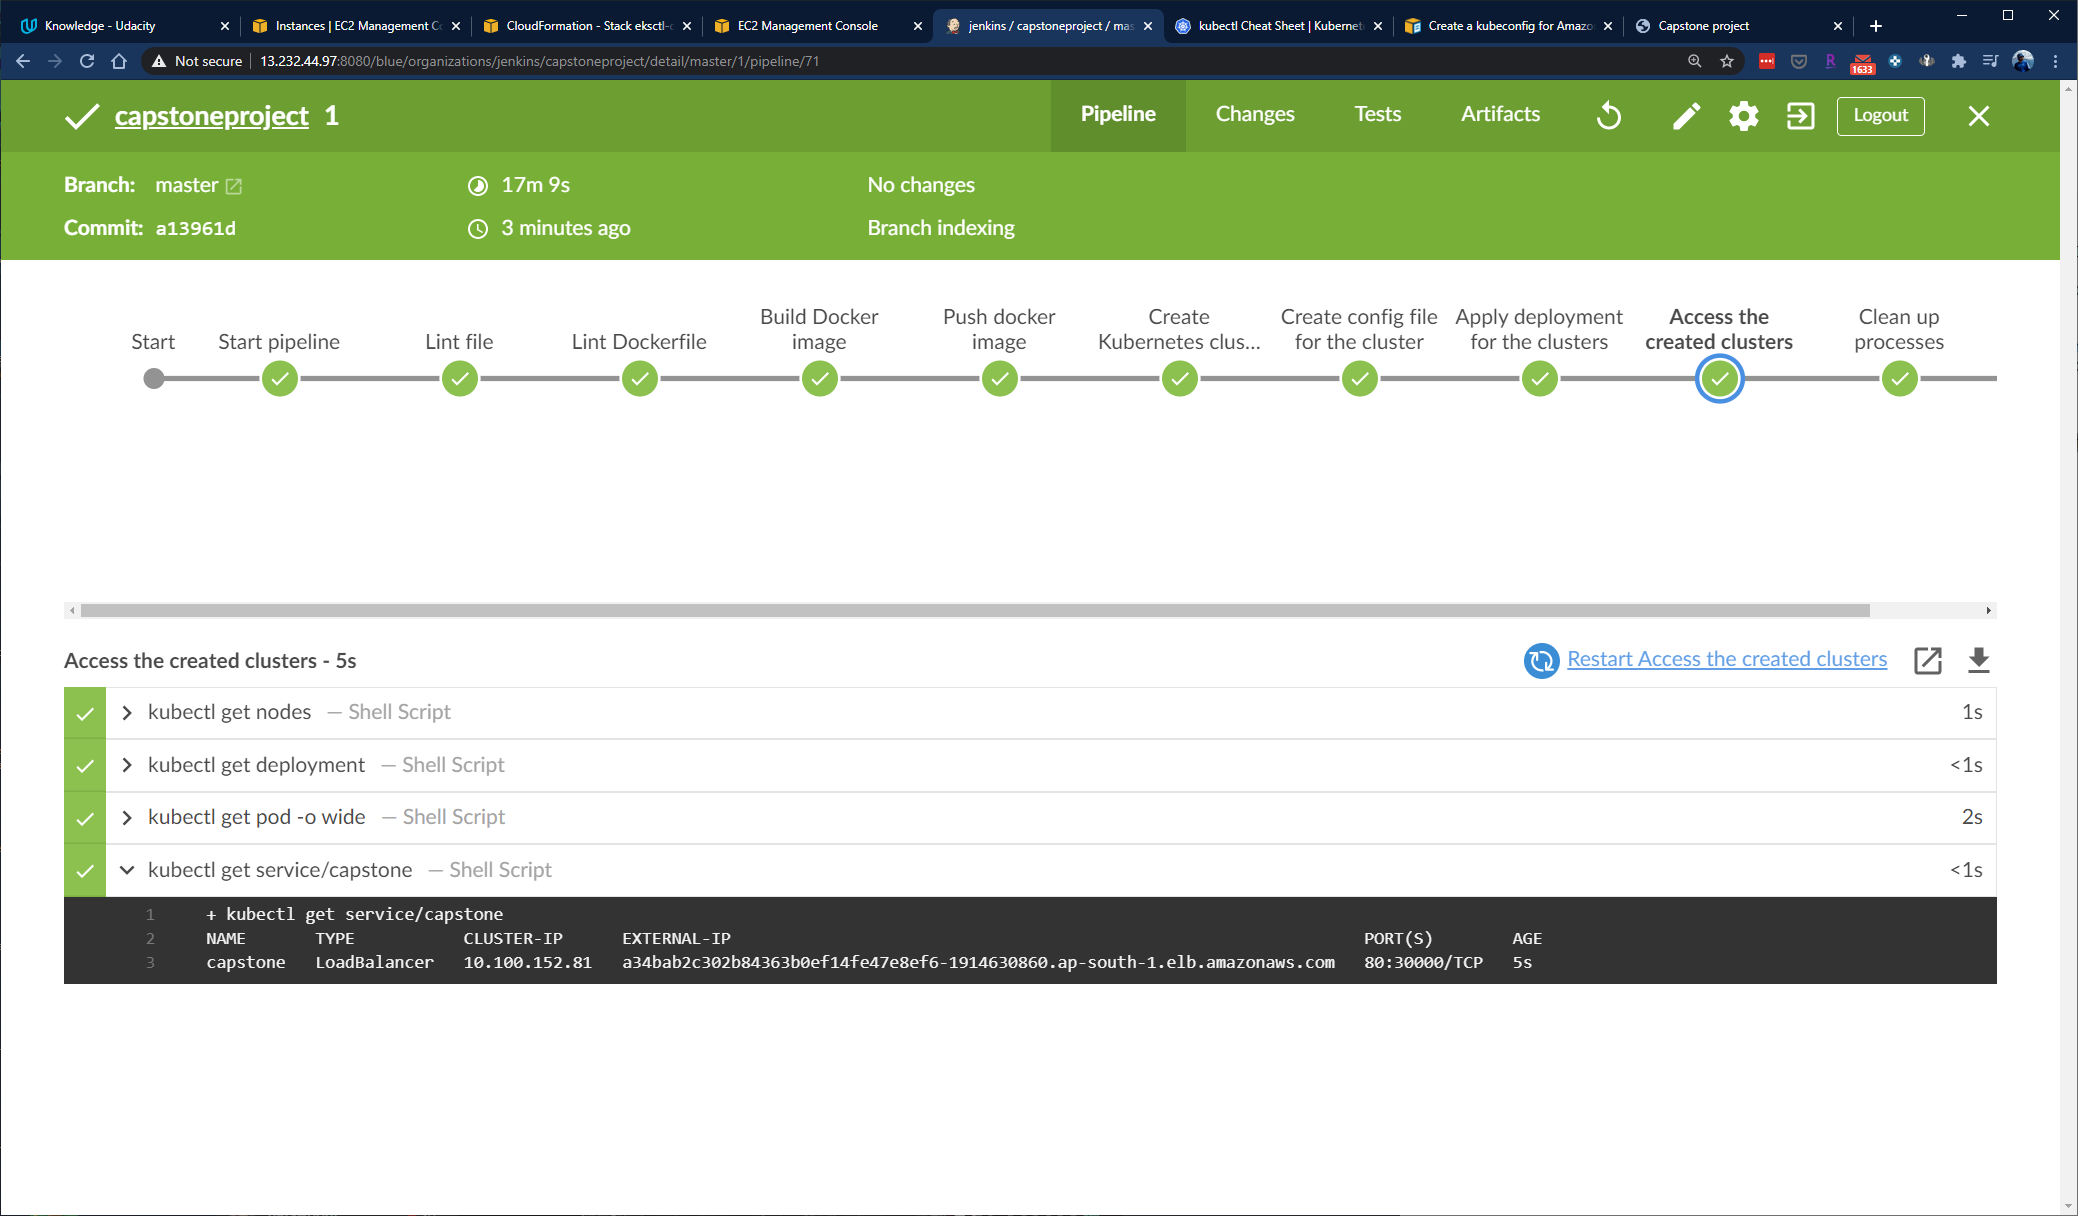 Knowledge - Udacity
Instances | EC2 Management Co
CloudFormation - Stack eksctl-c
EC2 Management Console
jenkins / capstoneproject / mas
kubectl Cheat Sheet | Kubernete
Create a kubeconfig for Amazo
Capstone project
Not secure
13.232.44.97:8080/blue/organizations/jenkins/capstoneproject/detail/master/1/pipeline/71
R
1633
capstoneproject 1
Pipeline
Changes
Tests
Artifacts
Logout
Branch: master
17m 9s
No changes
Commit: a13961d
3 minutes ago
Branch indexing
Start
Start pipeline
Lint file
Lint Dockerfile
Build Docker
image
Push docker
image
Create
Kubernetes clus...
Create config file
for the cluster
Apply deployment
for the clusters
Access the
created clusters
Clean up
processes
Access the created clusters - 5s
Restart Access the created clusters
kubectl get nodes — Shell Script 1s
kubectl get deployment — Shell Script <1s
kubectl get pod -o wide — Shell Script 2s
kubectl get service/capstone — Shell Script <1s
1 + kubectl get service/capstone
2 NAME TYPE CLUSTER-IP EXTERNAL-IP PORT(S) AGE
3 capstone LoadBalancer 10.100.152.81 a34bab2c302b84363b0ef14fe47e8ef6-1914630860.ap-south-1.elb.amazonaws.com 80:30000/TCP 5s